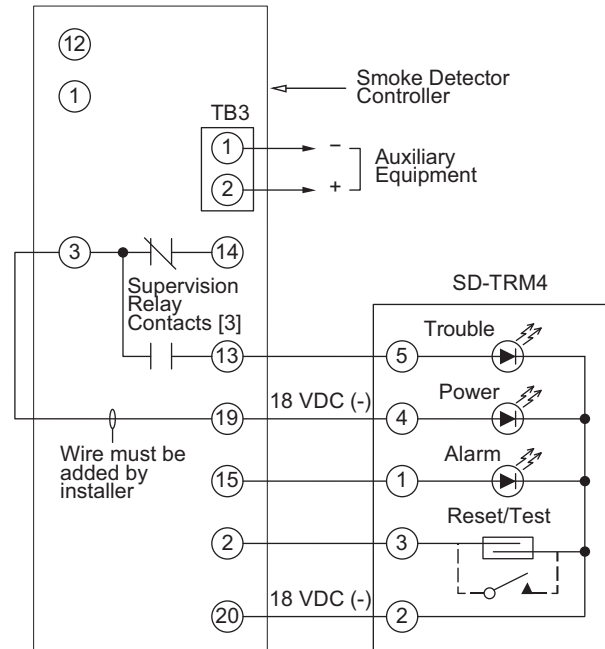 12
1
Smoke Detector
Controller
TB3
1
−
2
+
Auxiliary
Equipment
3
14
Supervision
Relay
Contacts [3]
SD-TRM4
13
5
Trouble
19
18 VDC (-)
4
Power
Wire must be
added by
installer
15
1
Alarm
2
3
Reset/Test
20
18 VDC (-)
2